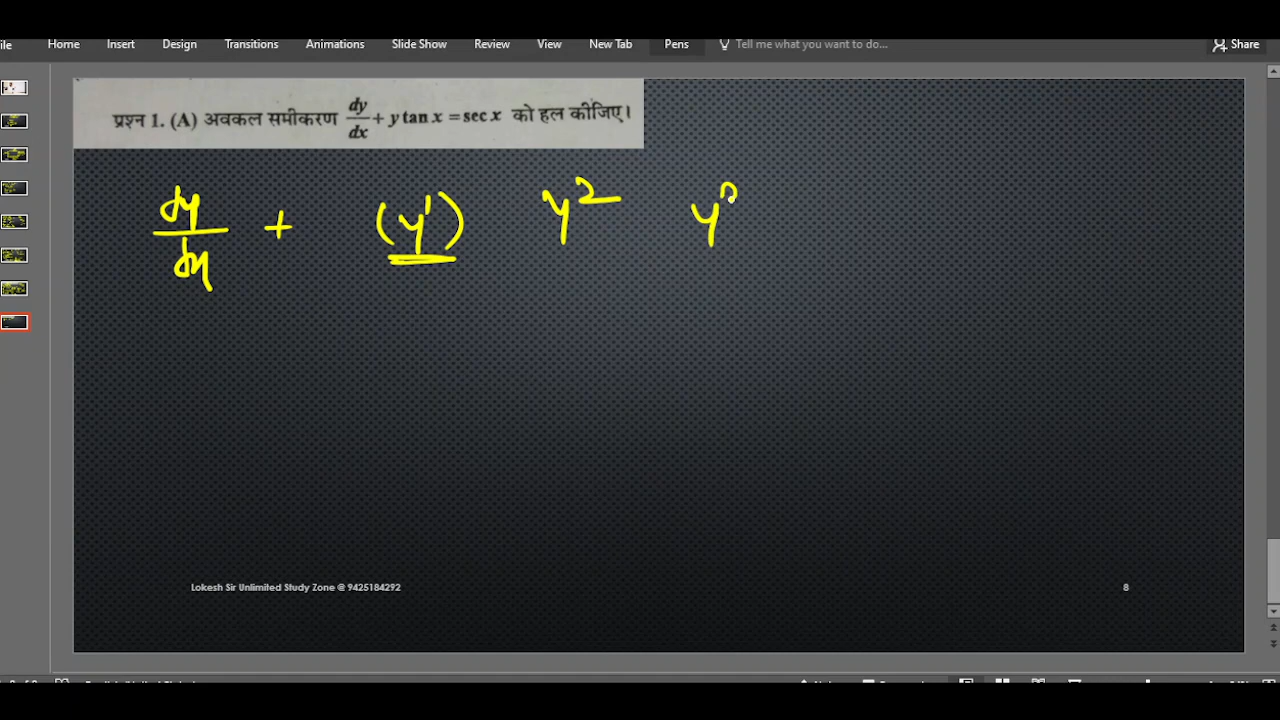 File Home Insert Design Transitions Animations Slide Show Review View New Tab Pens Tell me what you want to do... Share
प्रश्न 1. (A) अवकल समीकरण dy/dx + y tan x = sec x को हल कीजिए।
dy/dx + (y') y² y
Lokesh Sir Unlimited Study Zone @ 9425184292 8